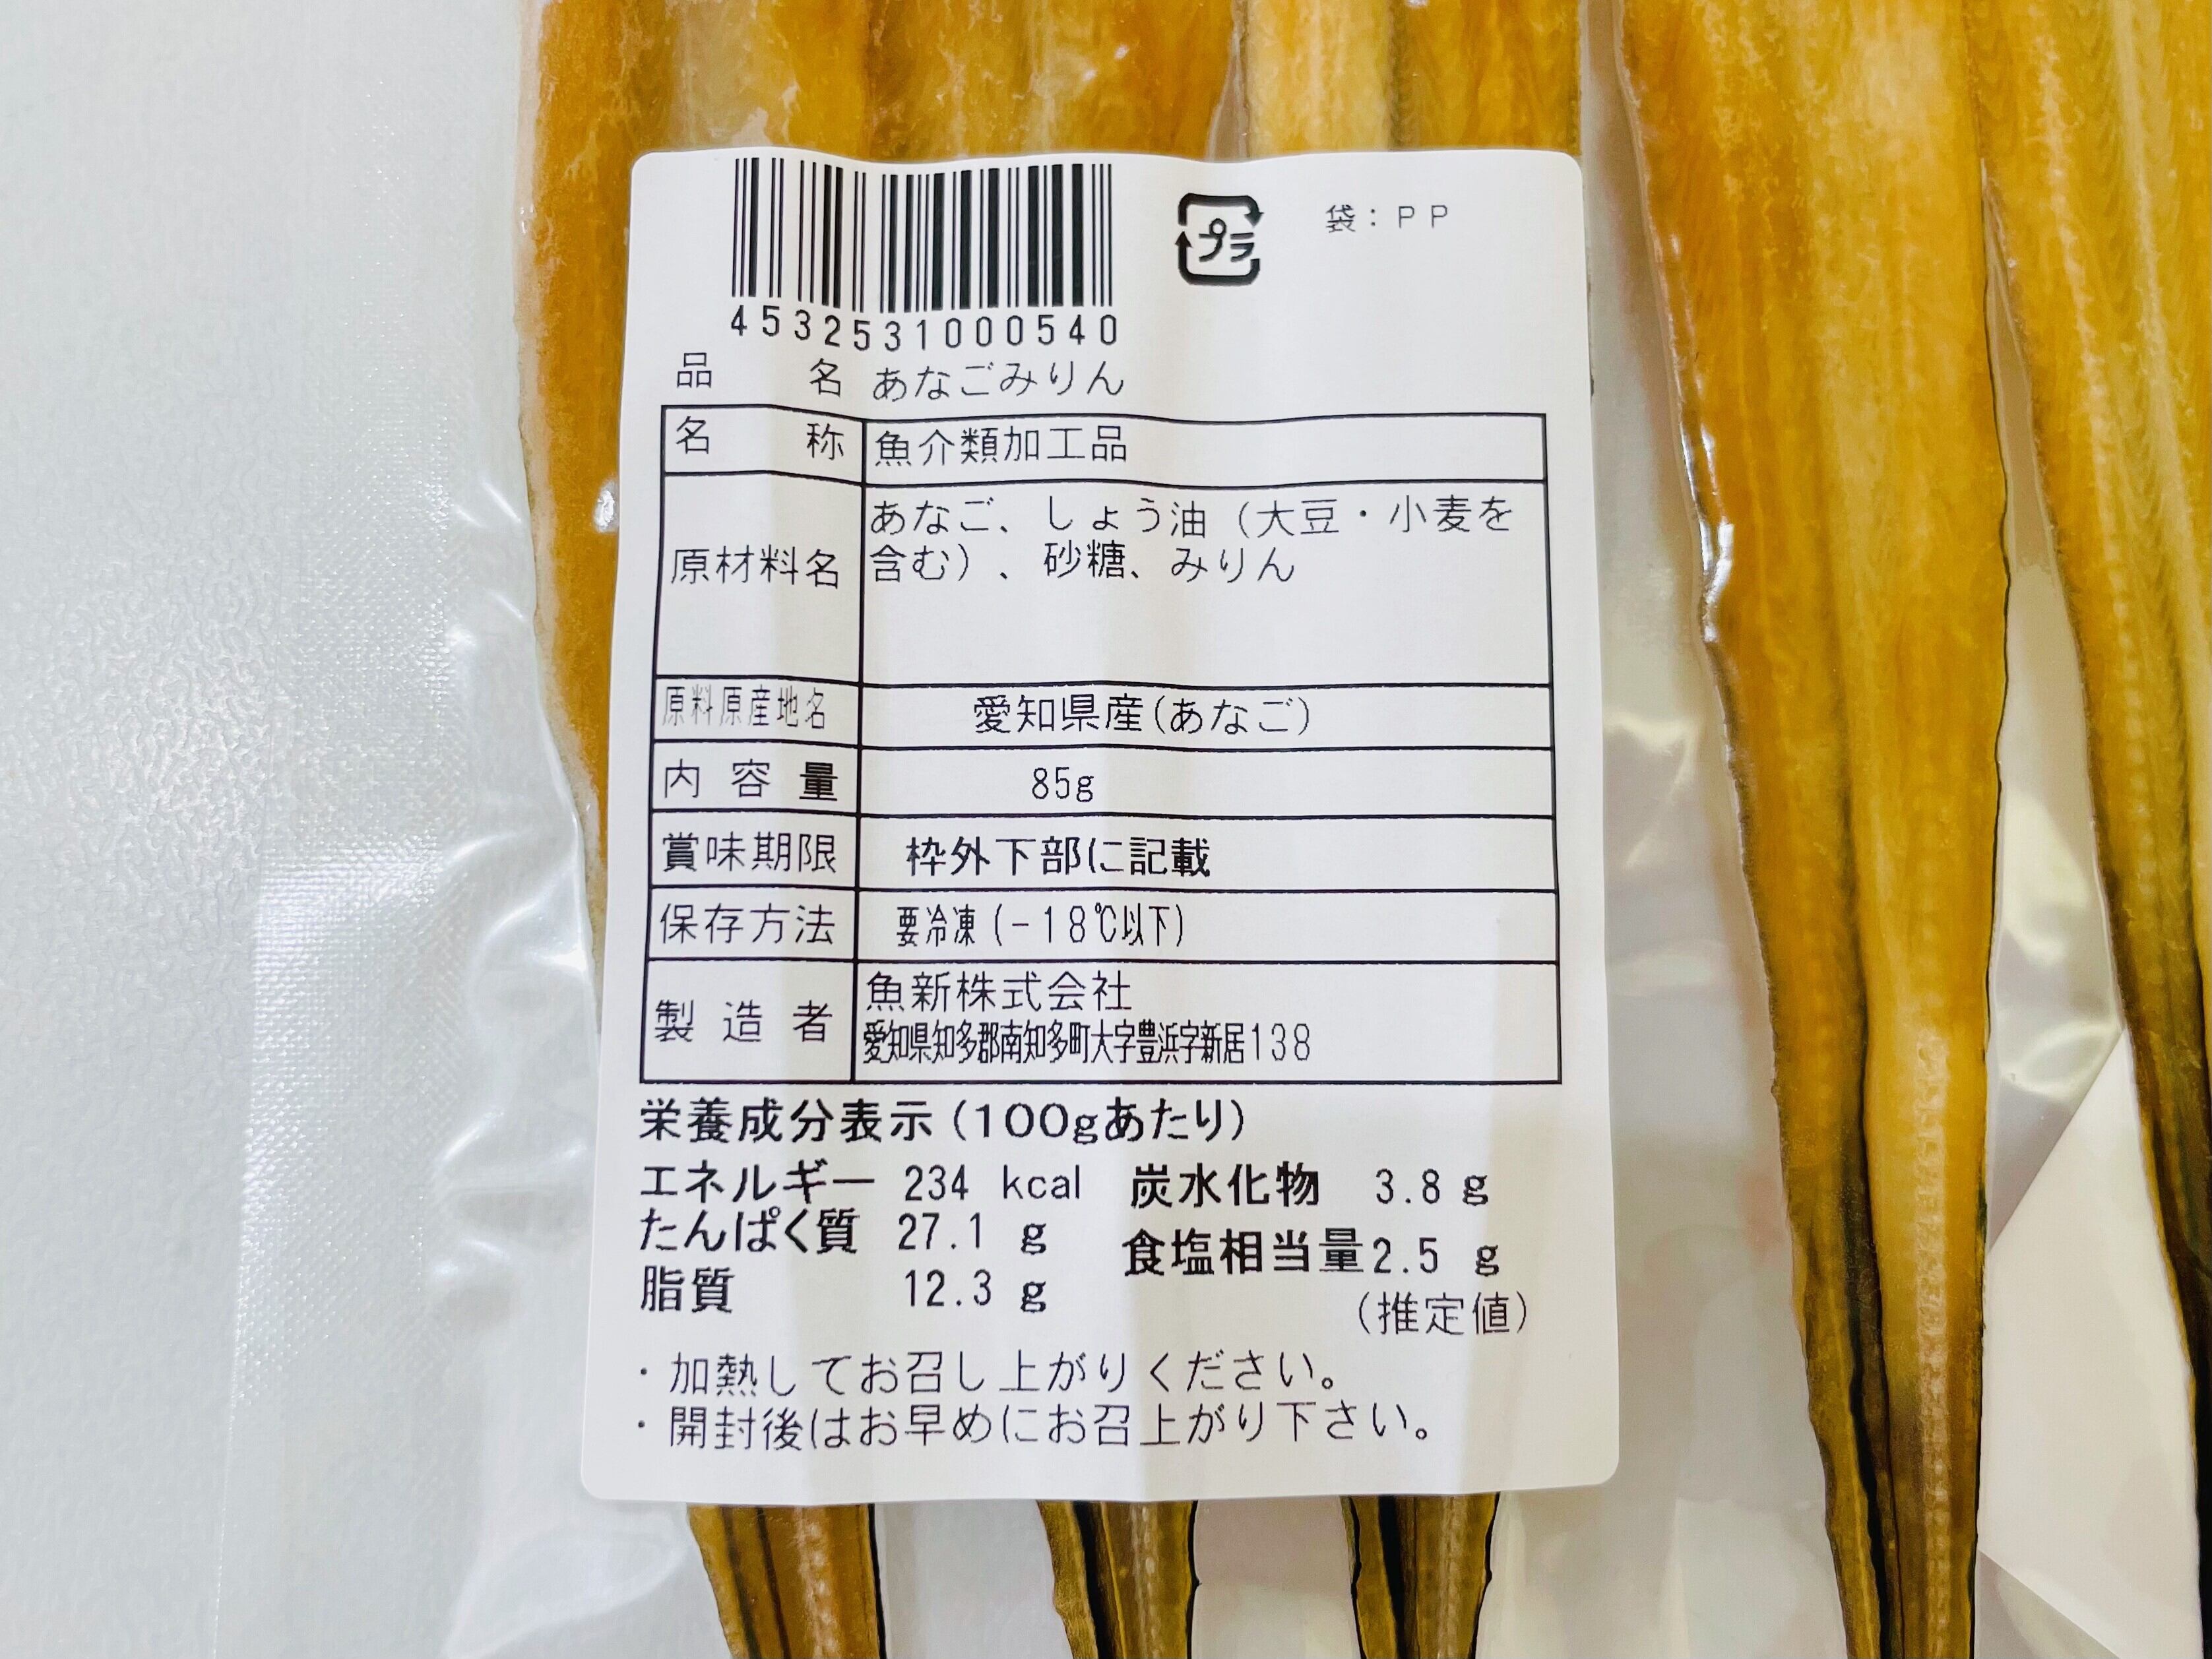 プラ
袋：ＰＰ
4532531000540
品名 あなごみりん
名称 魚介類加工品
原材料名 あなご、しょう油（大豆・小麦を
含む）、砂糖、みりん
原料原産地名 愛知県産(あなご)
内容量 85g
賞味期限 枠外下部に記載
保存方法 要冷凍(−18℃以下)
製造者 魚新株式会社
愛知県知多郡南知多町大字豊浜字新居138
栄養成分表示(100gあたり)
エネルギー 234 kcal 炭水化物 3.8 g
たんぱく質 27.1 g 食塩相当量 2.5 g
脂質 12.3 g
(推定値)
・加熱してお召し上がりください。
・開封後はお早めにお召上がり下さい。